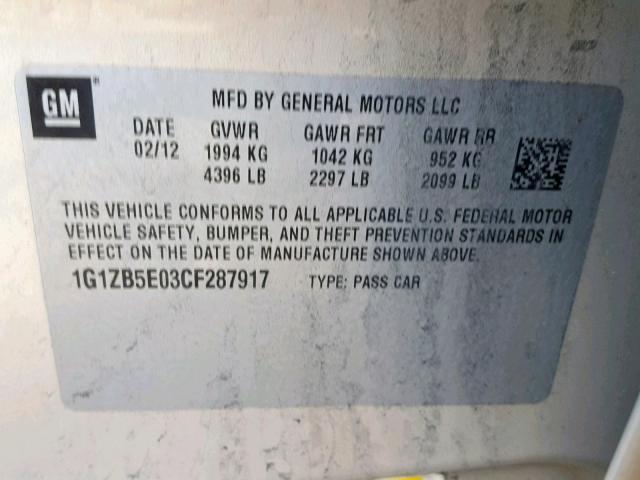 GM
MFD BY GENERAL MOTORS LLC
DATE GVWR GAWR FRT GAWR RR
02/12 1994 KG 1042 KG 952 KG
4396 LB 2297 LB 2099 LB
THIS VEHICLE CONFORMS TO ALL APPLICABLE U.S. FEDERAL MOTOR
VEHICLE SAFETY, BUMPER, AND THEFT PREVENTION STANDARDS IN
EFFECT ON THE DATE OF MANUFACTURE SHOWN ABOVE.
1G1ZB5E03CF287917 TYPE: PASS CAR